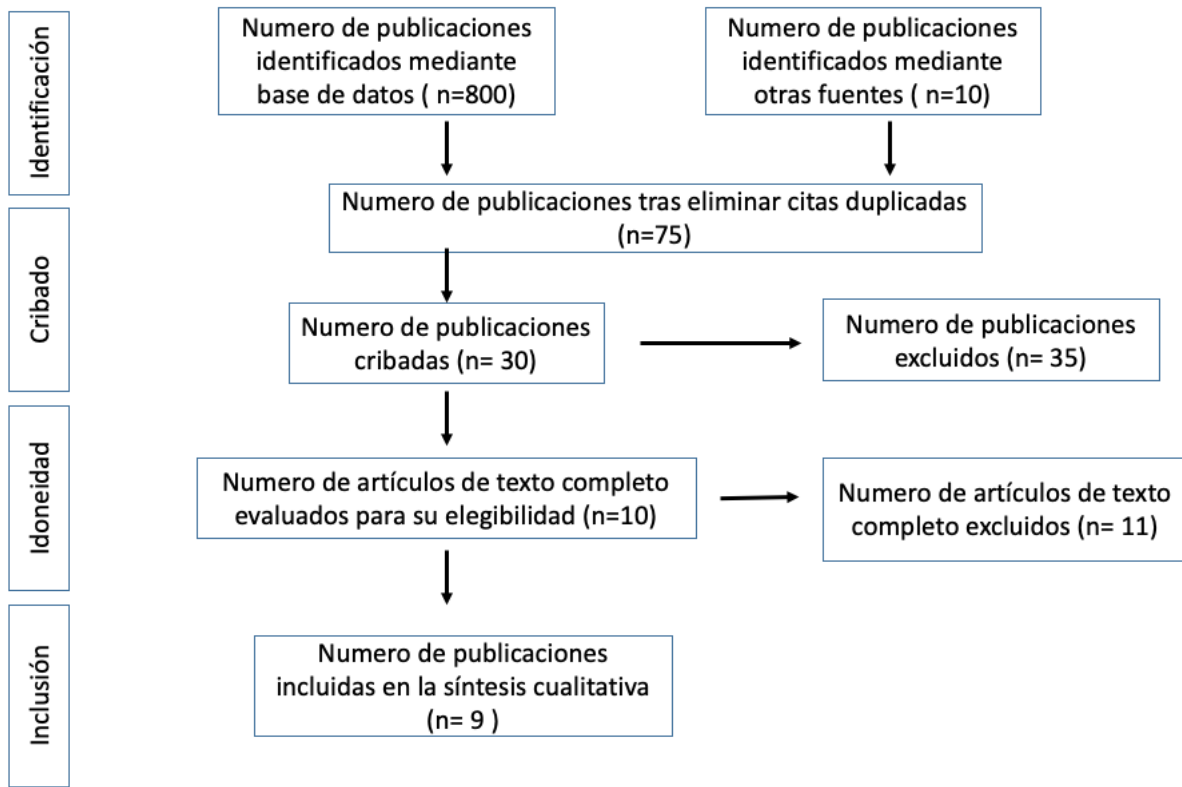 Identificación
Numero de publicaciones
identificados mediante
base de datos ( n=800)
Numero de publicaciones
identificados mediante
otras fuentes ( n=10)
Numero de publicaciones tras eliminar citas duplicadas
(n=75)
Cribado
Numero de publicaciones
cribadas (n= 30)
Numero de publicaciones
excluidos (n= 35)
Idoneidad
Numero de artículos de texto completo
evaluados para su elegibilidad (n=10)
Numero de artículos de texto
completo excluidos (n= 11)
Inclusión
Numero de publicaciones
incluidas en la síntesis cualitativa
(n= 9 )